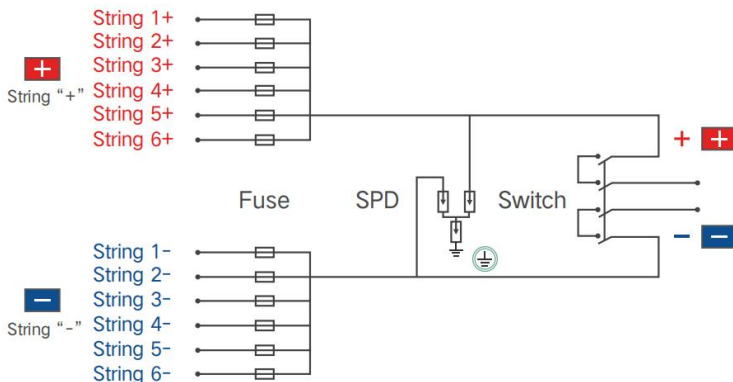 String 1+
String 2+
String 3+
String 4+
String 5+
String 6+
+
String “+”
+ +
Fuse
SPD
Switch
− −
String 1-
String 2-
String 3-
String 4-
String 5-
String 6-
−
String “-”